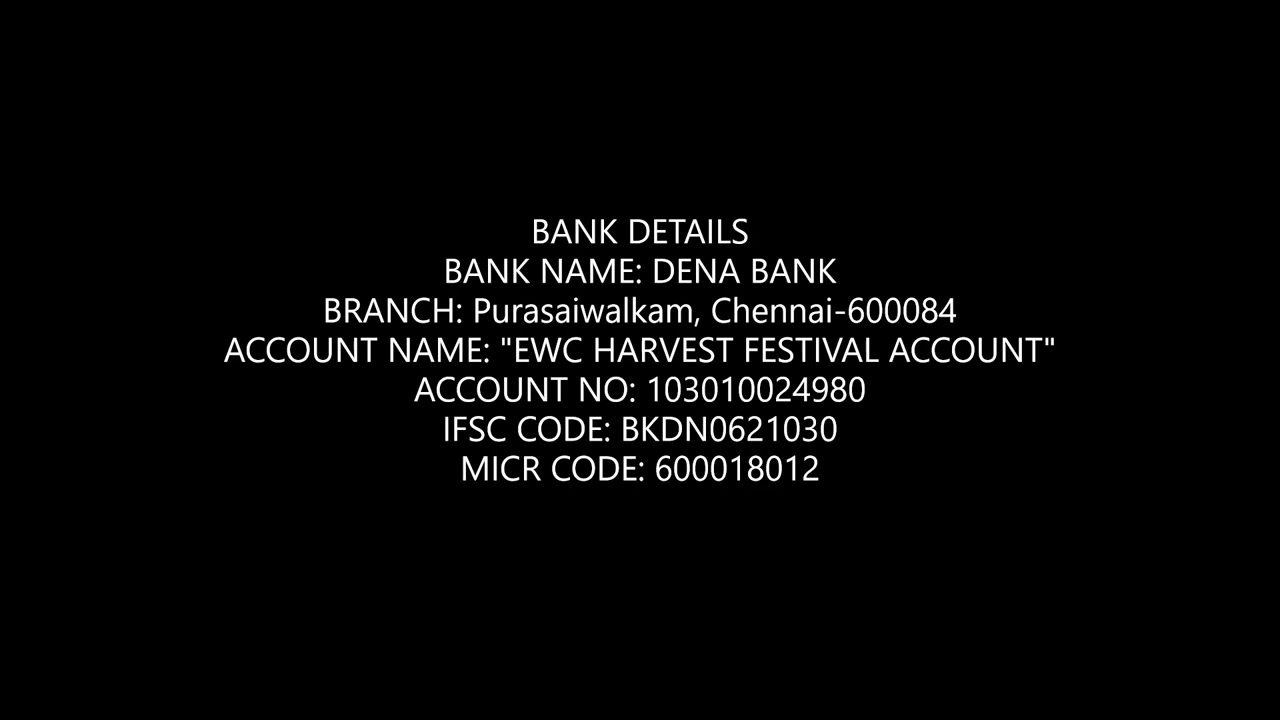 BANK DETAILS
BANK NAME: DENA BANK
BRANCH: Purasaiwalkam, Chennai-600084
ACCOUNT NAME: "EWC HARVEST FESTIVAL ACCOUNT"
ACCOUNT NO: 103010024980
IFSC CODE: BKDN0621030
MICR CODE: 600018012